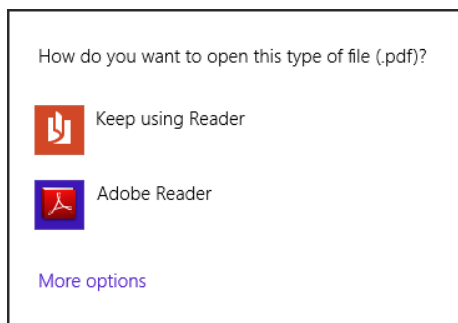 How do you want to open this type of file (.pdf)?
Keep using Reader
Adobe Reader
More options